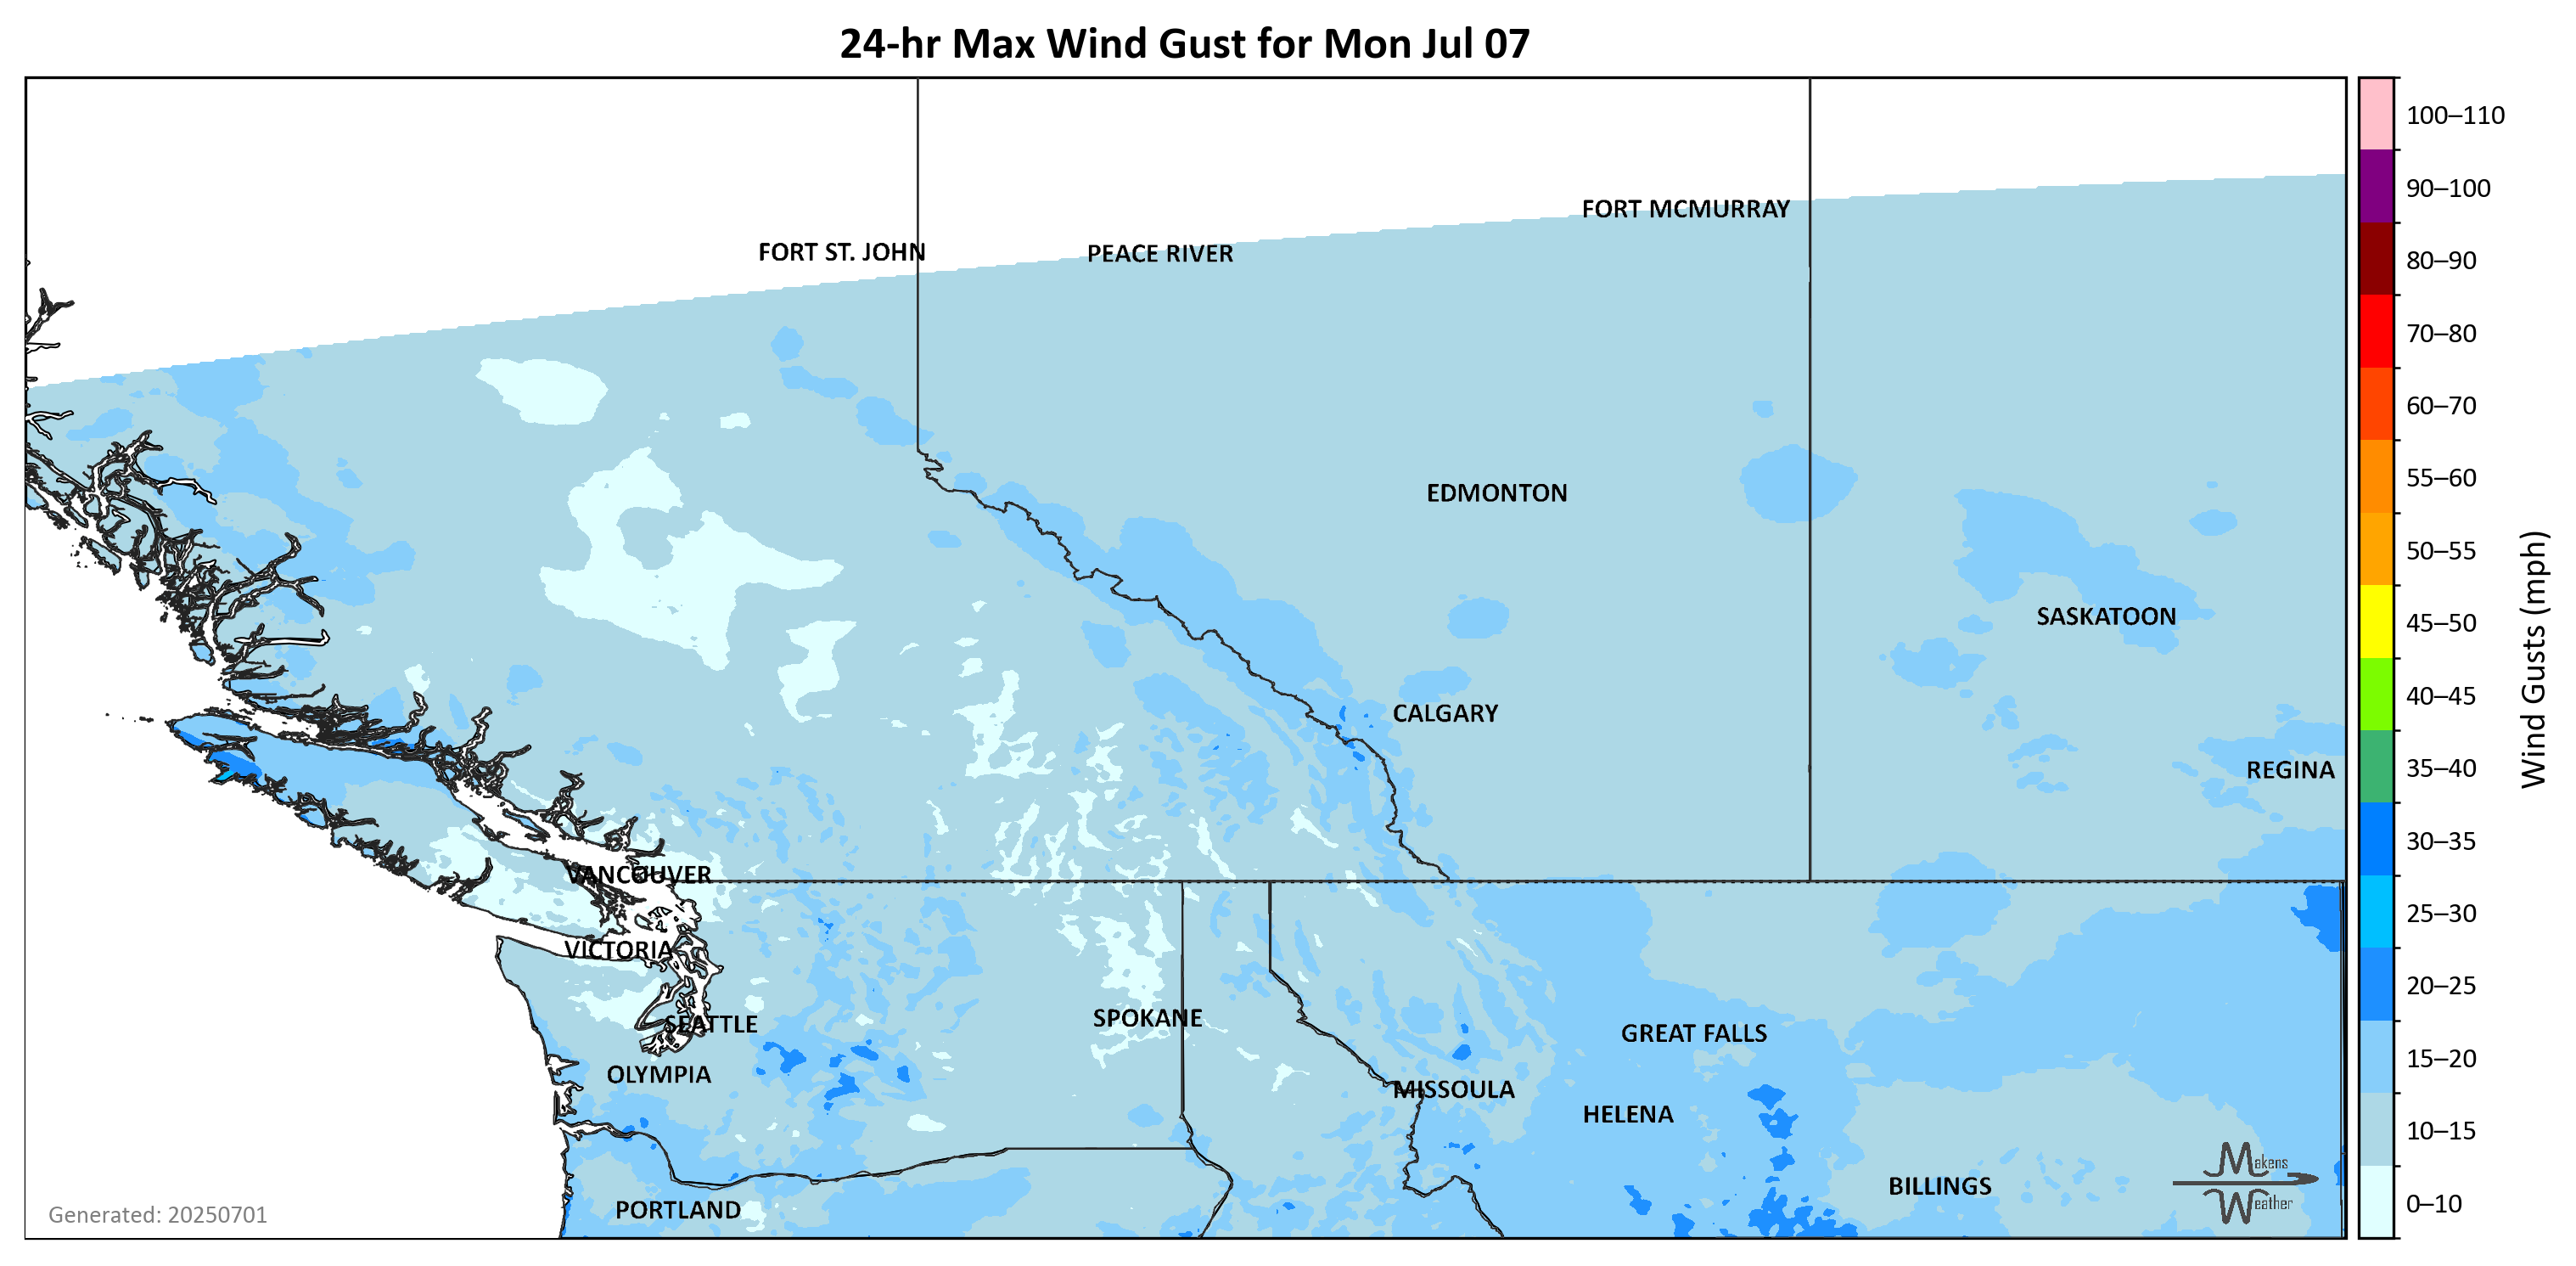 24-hr Max Wind Gust for Mon Jul 07
FORT MCMURRAY
FORT ST. JOHN
PEACE RIVER
EDMONTON
SASKATOON
CALGARY
REGINA
VANCOUVER
VICTORIA
SPOKANE
SEATTLE
GREAT FALLS
OLYMPIA
MISSOULA
HELENA
BILLINGS
PORTLAND
Makens
Weather
Generated: 20250701
100–110
90–100
80–90
70–80
60–70
55–60
50–55
45–50
40–45
35–40
30–35
25–30
20–25
15–20
10–15
0–10
Wind Gusts (mph)